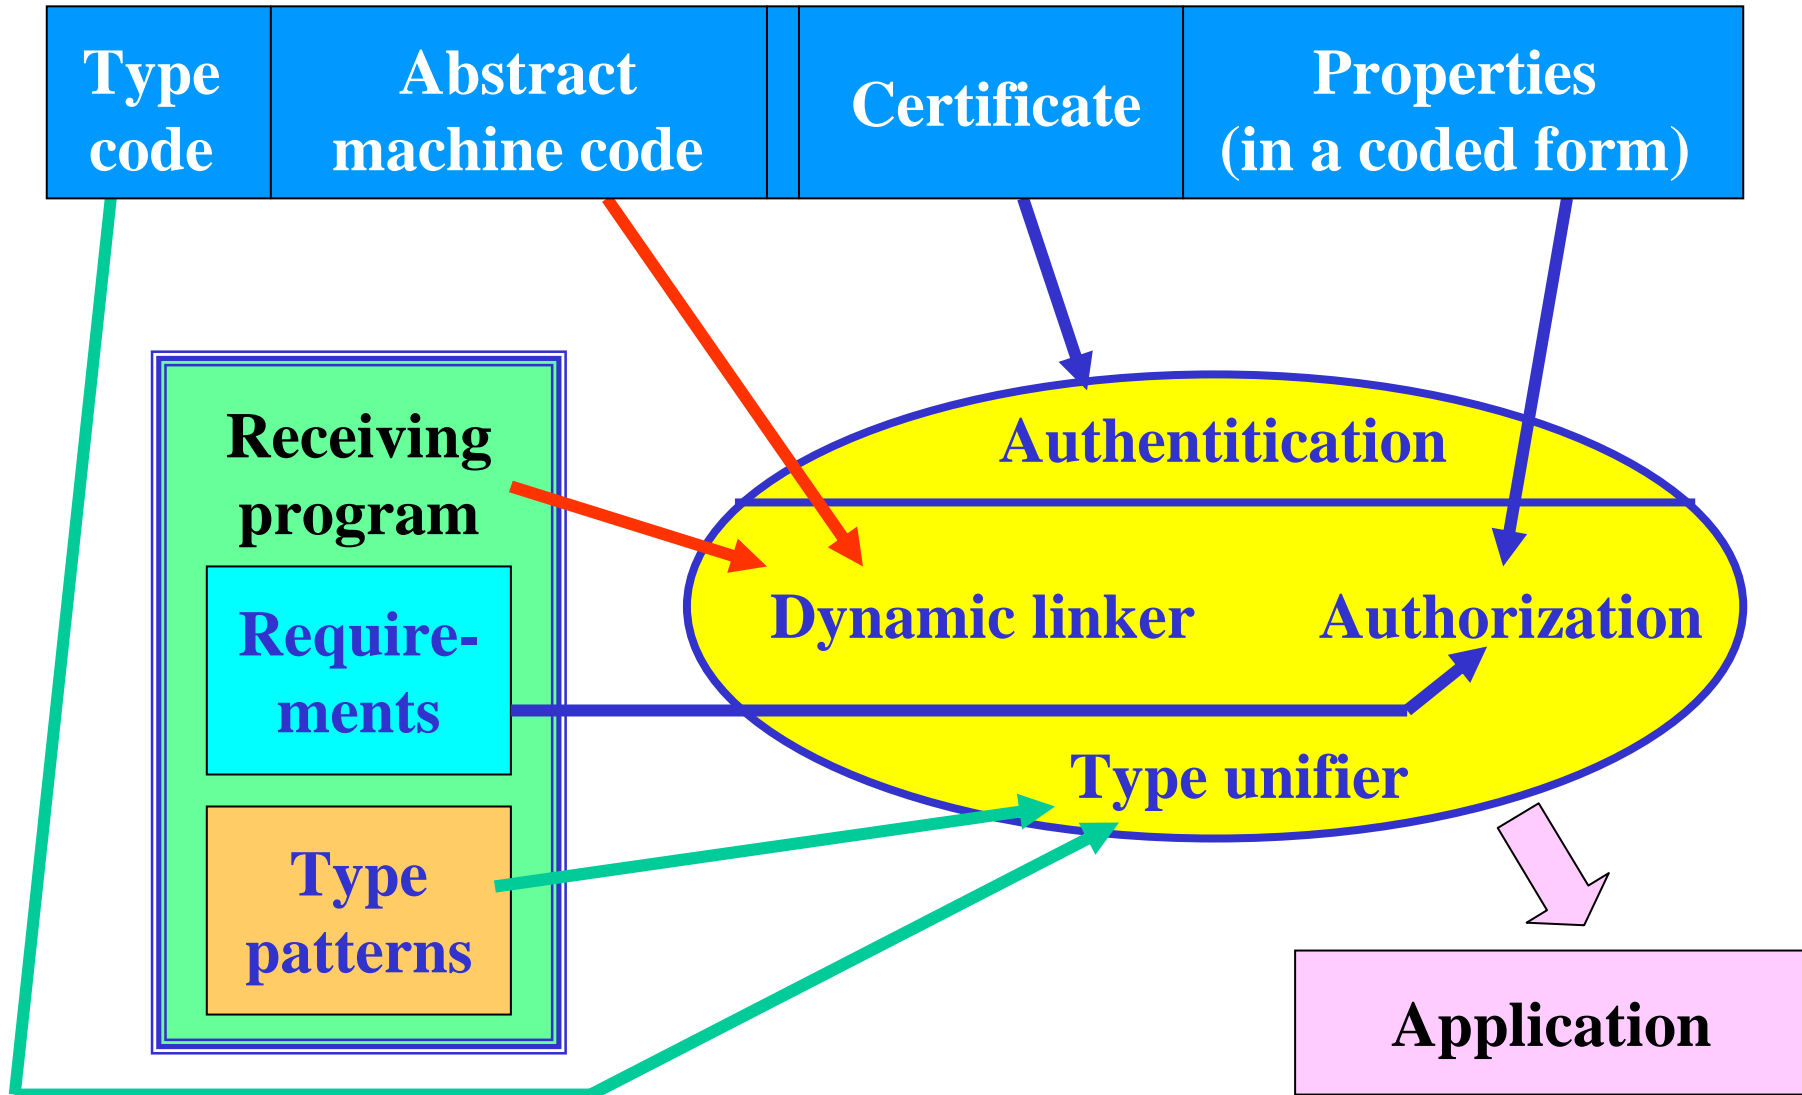 Type
code
Abstract
machine code
Certificate
Properties
(in a coded form)
Receiving
program
Require-
ments
Type
patterns
Authentitication
Dynamic linker
Authorization
Type unifier
Application